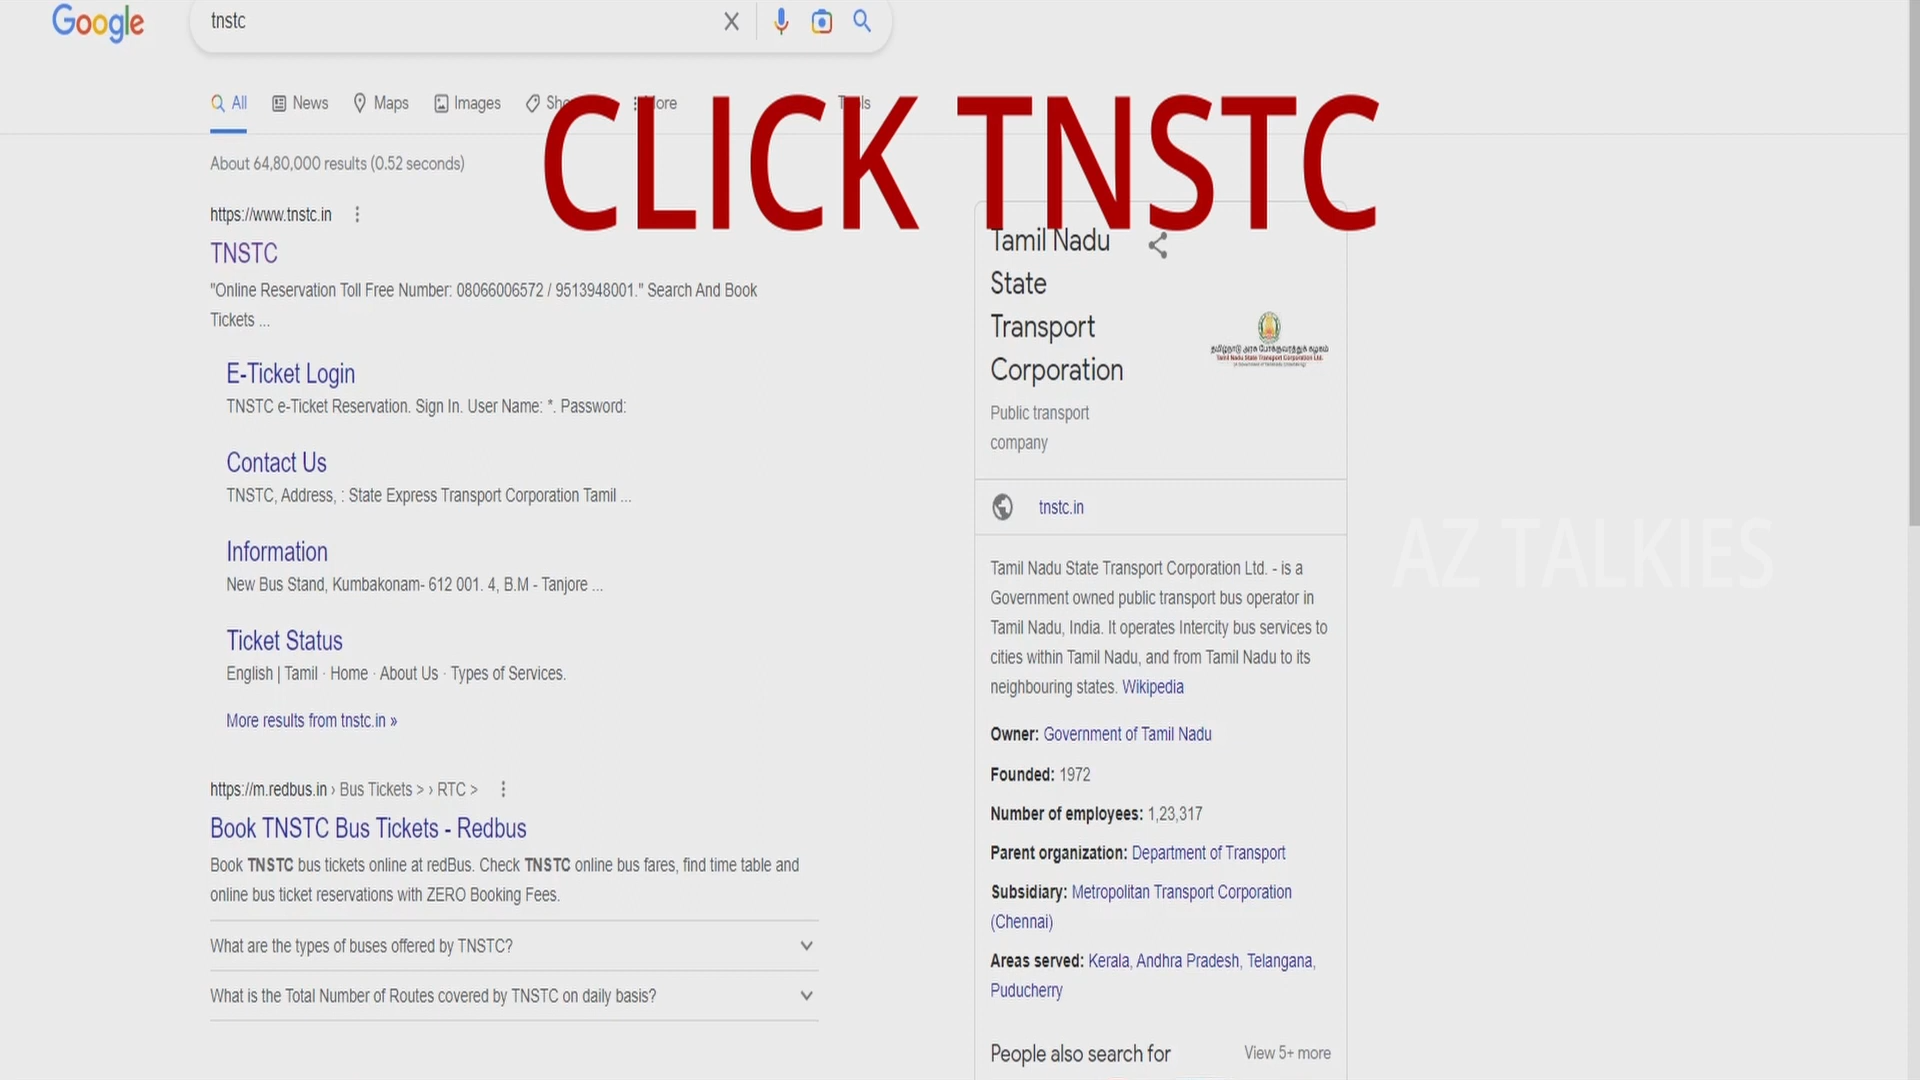 Google
tnstc
All
News
Maps
Images
Tools
CLICK TNSTC
About 64,80,000 results (0.52 seconds)
https://www.tnstc.in
TNSTC
"Online Reservation Toll Free Number: 08066006572 / 9513948001." Search And Book
Tickets ...
E-Ticket Login
TNSTC e-Ticket Reservation. Sign In. User Name: *. Password:
Contact Us
TNSTC, Address, : State Express Transport Corporation Tamil ...
Information
New Bus Stand, Kumbakonam- 612 001. 4, B.M - Tanjore ...
Ticket Status
English | Tamil · Home · About Us · Types of Services.
More results from tnstc.in »
https://m.redbus.in › Bus Tickets > › RTC >
Book TNSTC Bus Tickets - Redbus
Book TNSTC bus tickets online at redBus. Check TNSTC online bus fares, find time table and
online bus ticket reservations with ZERO Booking Fees.
What are the types of buses offered by TNSTC?
What is the Total Number of Routes covered by TNSTC on daily basis?
Tamil Nadu
State
Transport
Corporation
தமிழ்நாடு அரசு போக்குவரத்துக் கழகம்
Tamil Nadu State Transport Corporation Ltd.
Public transport
company
tnstc.in
Tamil Nadu State Transport Corporation Ltd. - is a
Government owned public transport bus operator in
Tamil Nadu, India. It operates Intercity bus services to
cities within Tamil Nadu, and from Tamil Nadu to its
neighbouring states. Wikipedia
Owner: Government of Tamil Nadu
Founded: 1972
Number of employees: 1,23,317
Parent organization: Department of Transport
Subsidiary: Metropolitan Transport Corporation
(Chennai)
Areas served: Kerala, Andhra Pradesh, Telangana,
Puducherry
People also search for
View 5+ more
AZ TALKIES